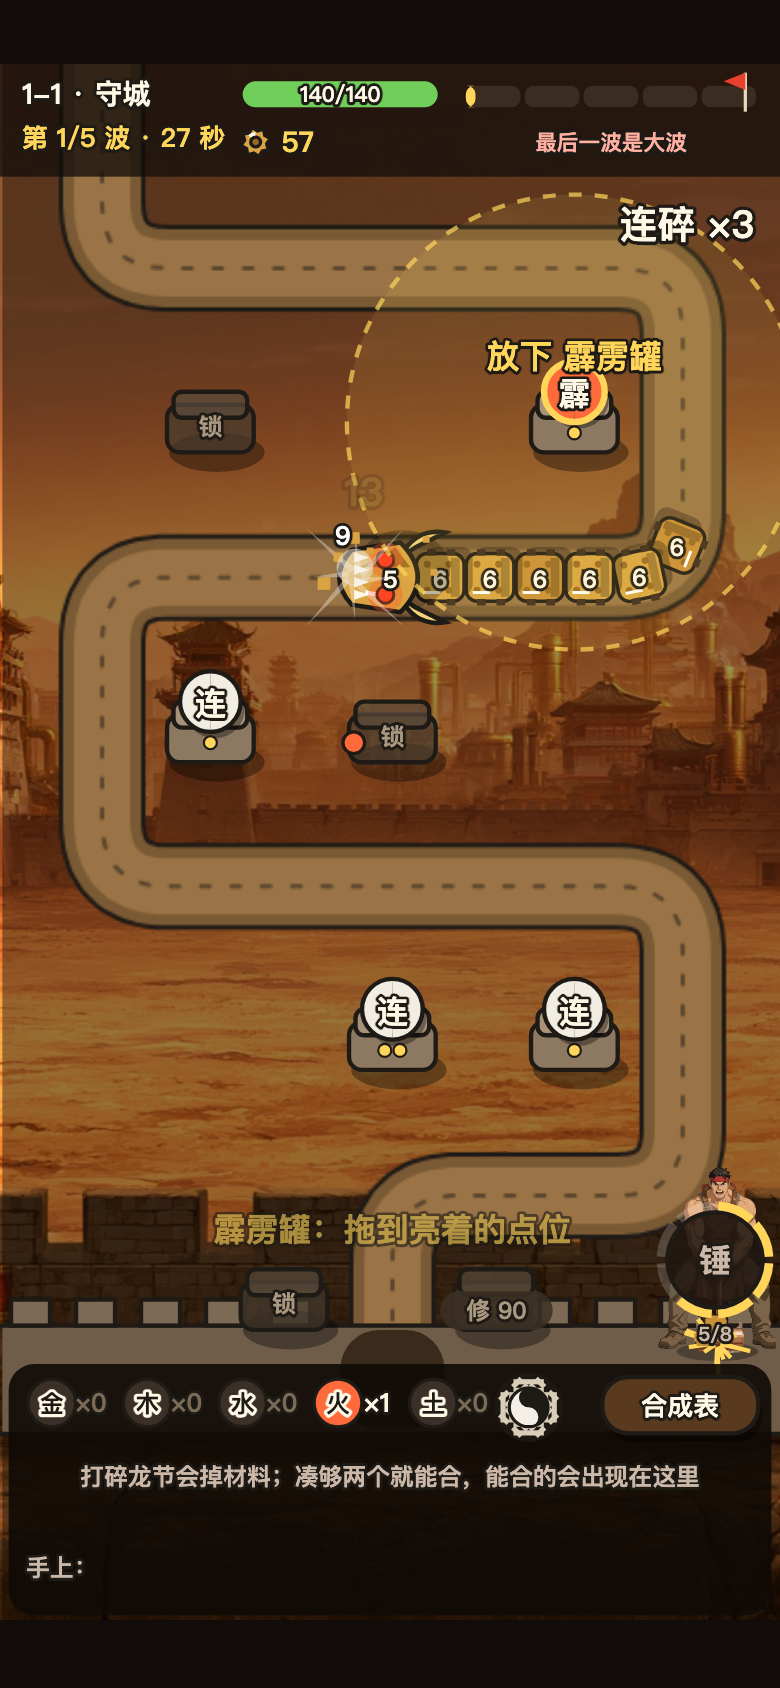 1–1 · 守城
140/140
第 1/5 波 · 27 秒
57
最后一波是大波
连碎 ×3
放下 霹雳罐
霹
锁
13
9
5 6 6 6 6 6 6
连
锁
连 连
霹雳罐：拖到亮着的点位
锤
锁
修 90
5/8
金 ×0 木 ×0 水 ×0 火 ×1 土 ×0
合成表
打碎龙节会掉材料；凑够两个就能合，能合的会出现在这里
手上：